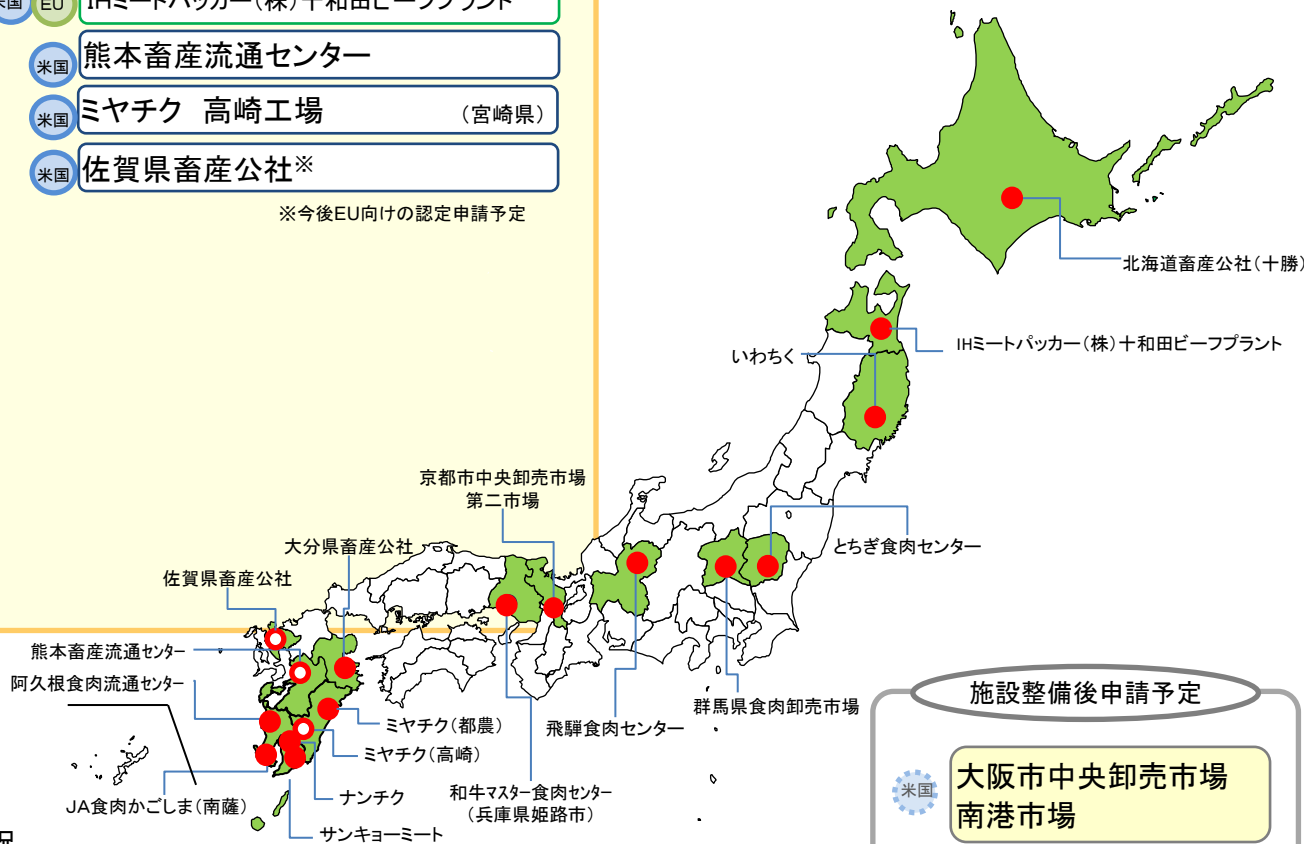 米国 EU IHミートパッカー(株)十和田ビーフプラント
米国 熊本畜産流通センター
米国 ミヤチク 高崎工場 (宮崎県)
米国 佐賀県畜産公社※
※今後EU向けの認定申請予定
北海道畜産公社(十勝)
IHミートパッカー(株)十和田ビーフプラント
いわちく
京都市中央卸売市場
第二市場
とちぎ食肉センター
大分県畜産公社
佐賀県畜産公社
熊本畜産流通センター
阿久根食肉流通センター
群馬県食肉卸売市場
飛騨食肉センター
ミヤチク(都農)
ミヤチク(高崎)
和牛マスター食肉センター
(兵庫県姫路市)
ナンチク
JA食肉かごしま(南薩)
サンキョーミート
施設整備後申請予定
米国 大阪市中央卸売市場
南港市場